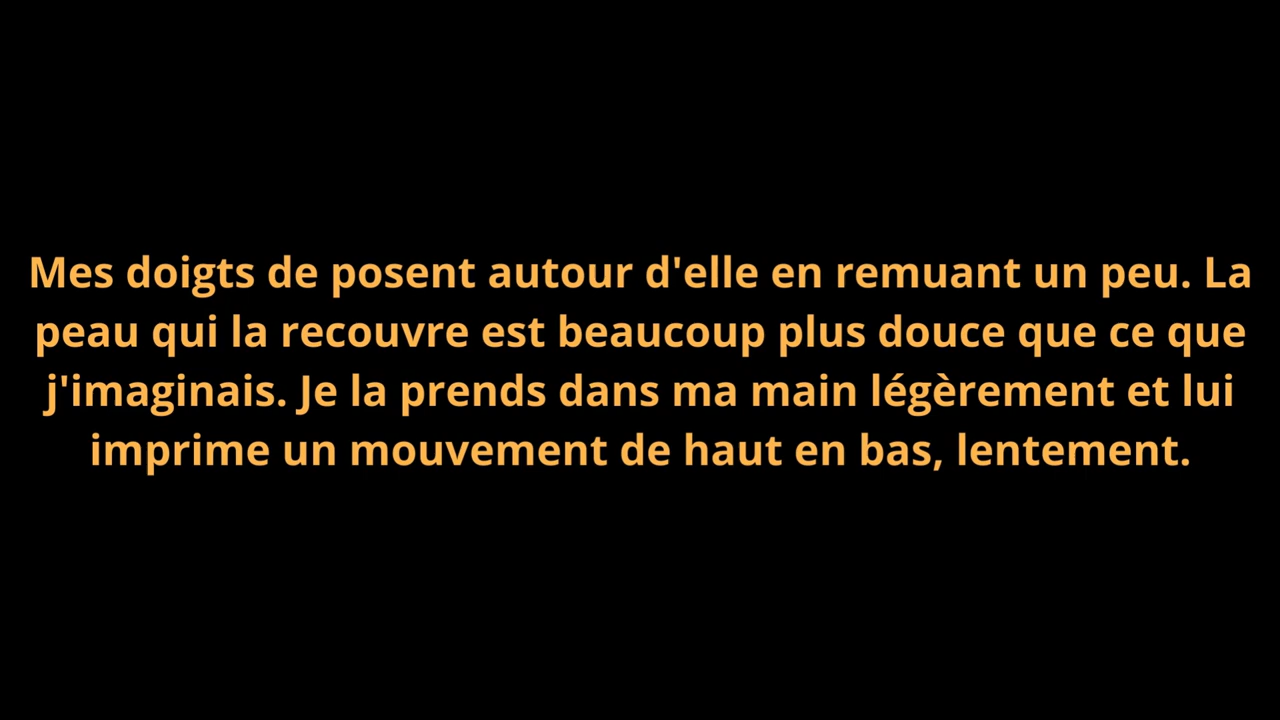 Mes doigts de posent autour d'elle en remuant un peu. La
peau qui la recouvre est beaucoup plus douce que ce que
j'imaginais. Je la prends dans ma main légèrement et lui
imprime un mouvement de haut en bas, lentement.